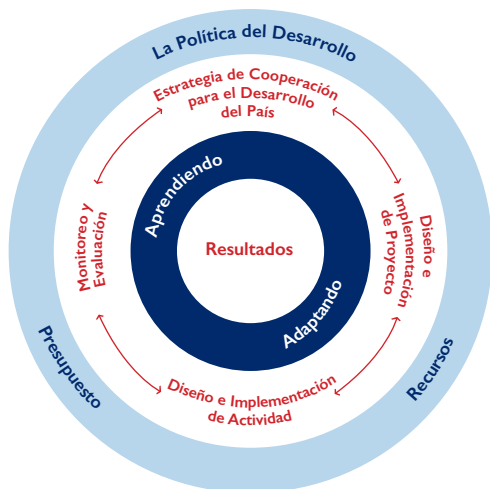 La Política del Desarrollo
Estrategia de Cooperación
para el Desarrollo
del País
Aprendiendo
Monitoreo y
Evaluación
Resultados
Diseño e
Implementación
de Proyecto
Adaptando
Presupuesto
Recursos
Diseño e Implementación
de Actividad